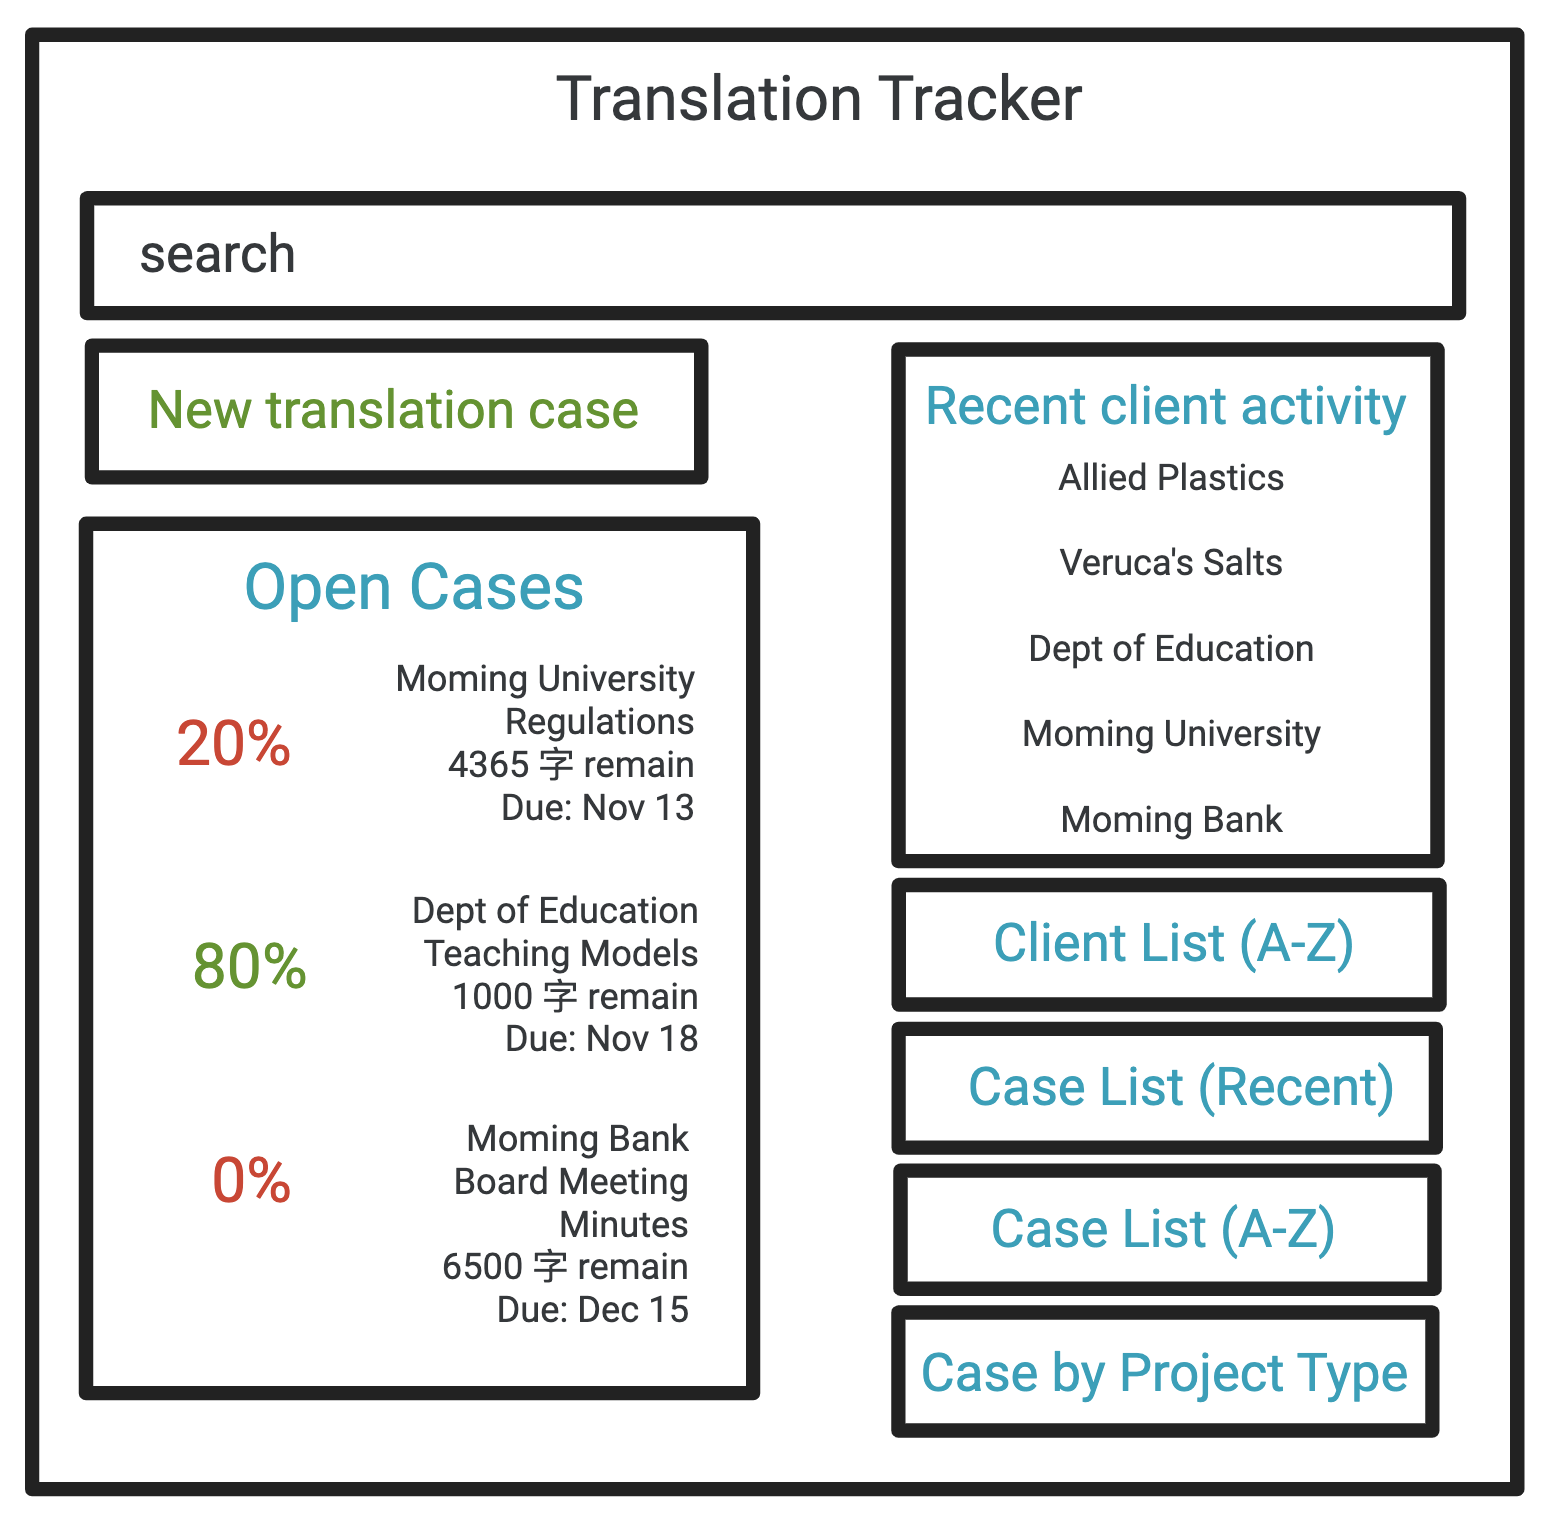 Translation Tracker
search
New translation case
Open Cases
20%
Moming University
Regulations
4365 字 remain
Due: Nov 13
80%
Dept of Education
Teaching Models
1000 字 remain
Due: Nov 18
0%
Moming Bank
Board Meeting
Minutes
6500 字 remain
Due: Dec 15
Recent client activity
Allied Plastics
Veruca's Salts
Dept of Education
Moming University
Moming Bank
Client List (A-Z)
Case List (Recent)
Case List (A-Z)
Case by Project Type